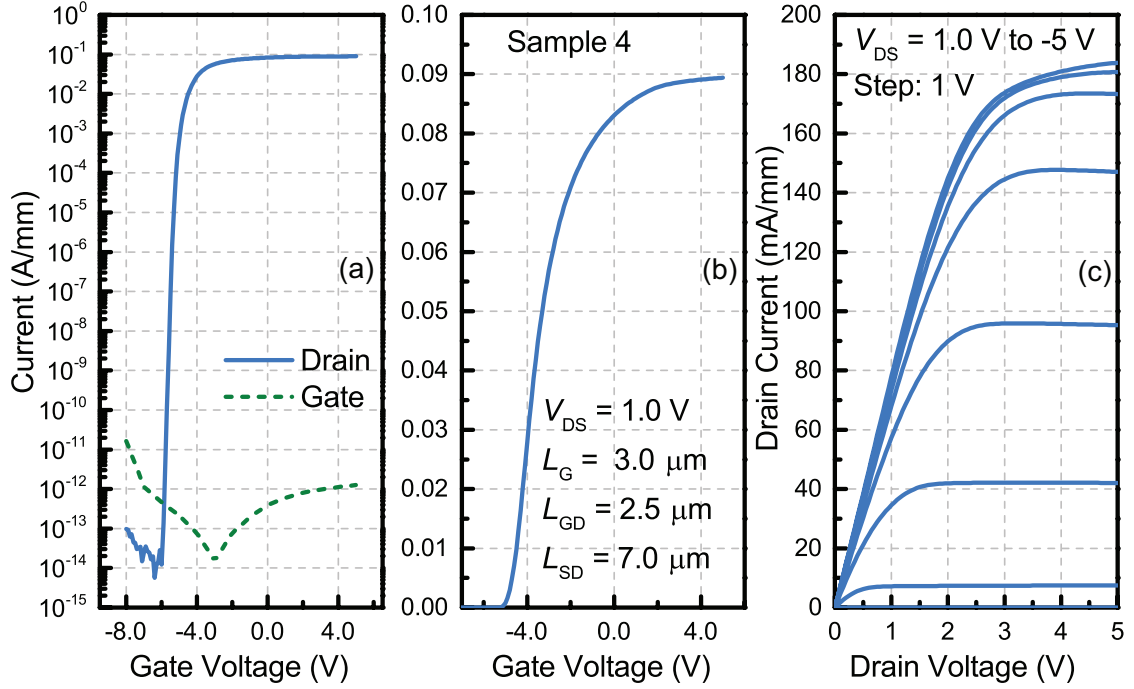 10⁰
10⁻¹
10⁻²
10⁻³
10⁻⁴
10⁻⁵
10⁻⁶
10⁻⁷
10⁻⁸
10⁻⁹
10⁻¹⁰
10⁻¹¹
10⁻¹²
10⁻¹³
10⁻¹⁴
10⁻¹⁵
Current (A/mm)
(a)
Drain
Gate
-8.0 -4.0 0.0 4.0
Gate Voltage (V)
0.10
0.09
0.08
0.07
0.06
0.05
0.04
0.03
0.02
0.01
0.00
Sample 4
(b)
V_DS = 1.0 V
L_G = 3.0 μm
L_GD = 2.5 μm
L_SD = 7.0 μm
-4.0 0.0 4.0
Gate Voltage (V)
200
180
160
140
120
100
80
60
40
20
0
Drain Current (mA/mm)
V_DS = 1.0 V to -5 V
Step: 1 V
(c)
0 1 2 3 4 5
Drain Voltage (V)